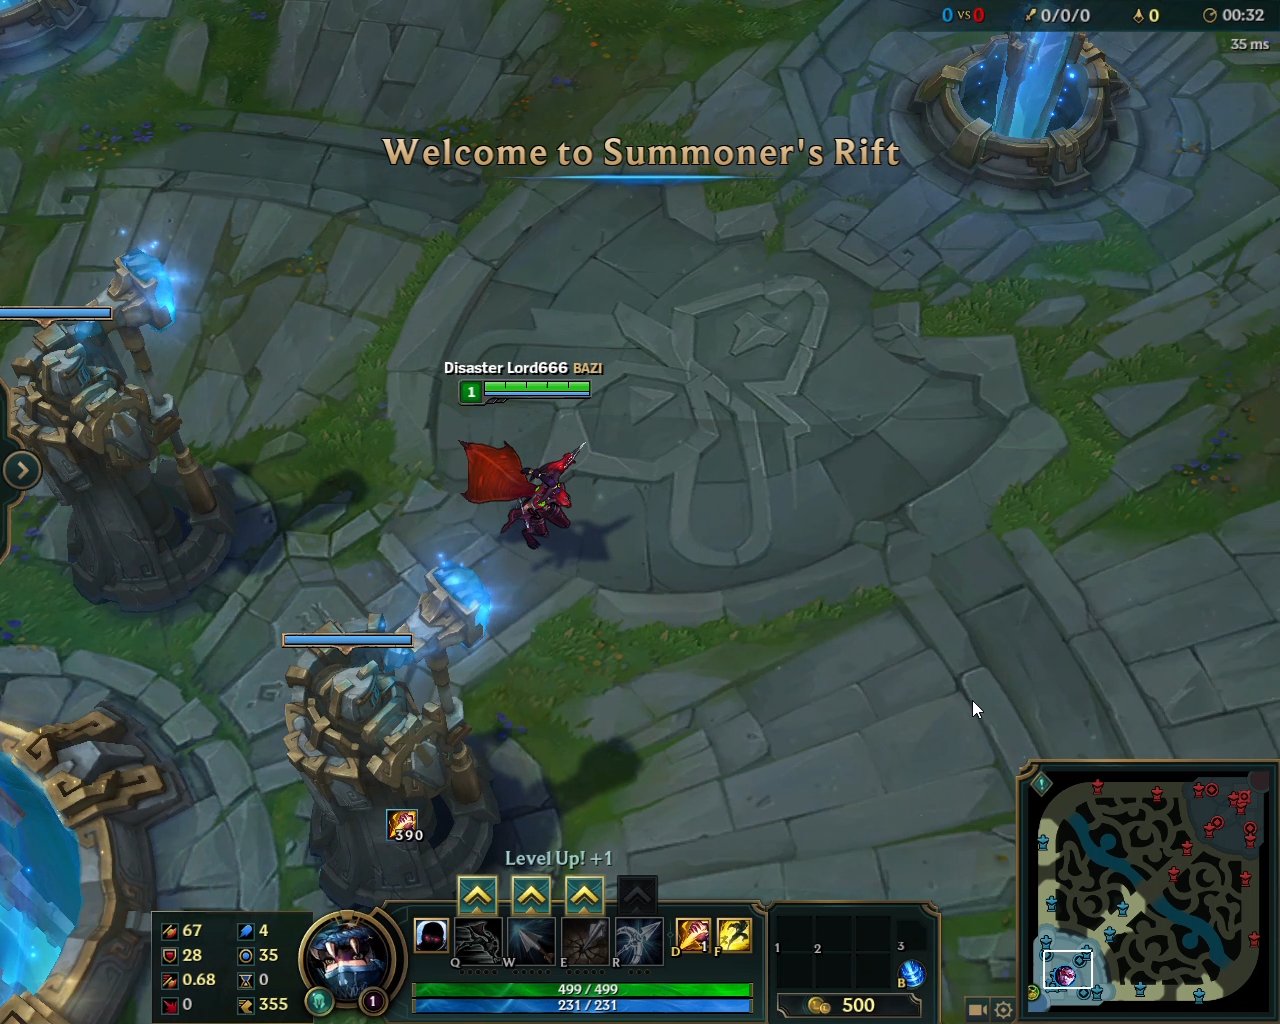 0 vs 0 0/0/0 0 00:32
35 ms
Welcome to Summoner's Rift
Disaster Lord666 BAZI
1
390
Level Up! +1
67 4
28 35
0.68 0
0 355
1
Q W E R
D 1 F
499 / 499
231 / 231
1 2 3
B
500